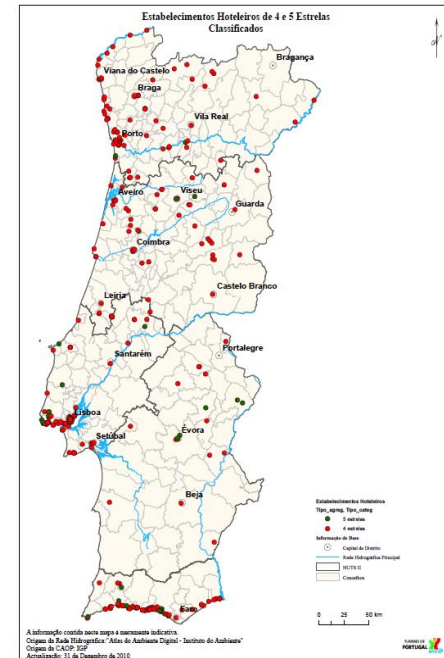 Estabelecimentos Hoteleiros de 4 e 5 Estrelas
Classificados
N
Bragança
Viana do Castelo
Braga
Vila Real
Porto
Aveiro
Viseu
Guarda
Coimbra
Castelo Branco
Leiria
Santarém
Portalegre
Lisboa
Setúbal
Évora
Beja
Faro
Estabelecimentos Hoteleiros
Tipo_agreg, Tipo_categ
5 estrelas
4 estrelas
Informação de Base
Capital de Distrito
Rede Hidrográfica Principal
NUTS II
Concelhos
0 25 50 km
A informação contida neste mapa é meramente indicativa.
Origem da Rede Hidrográfica: "Atlas do Ambiente Digital - Instituto do Ambiente"
Origem da CAOP: IGP
Actualização: 31 de Dezembro de 2010
TURISMO DE
PORTUGAL